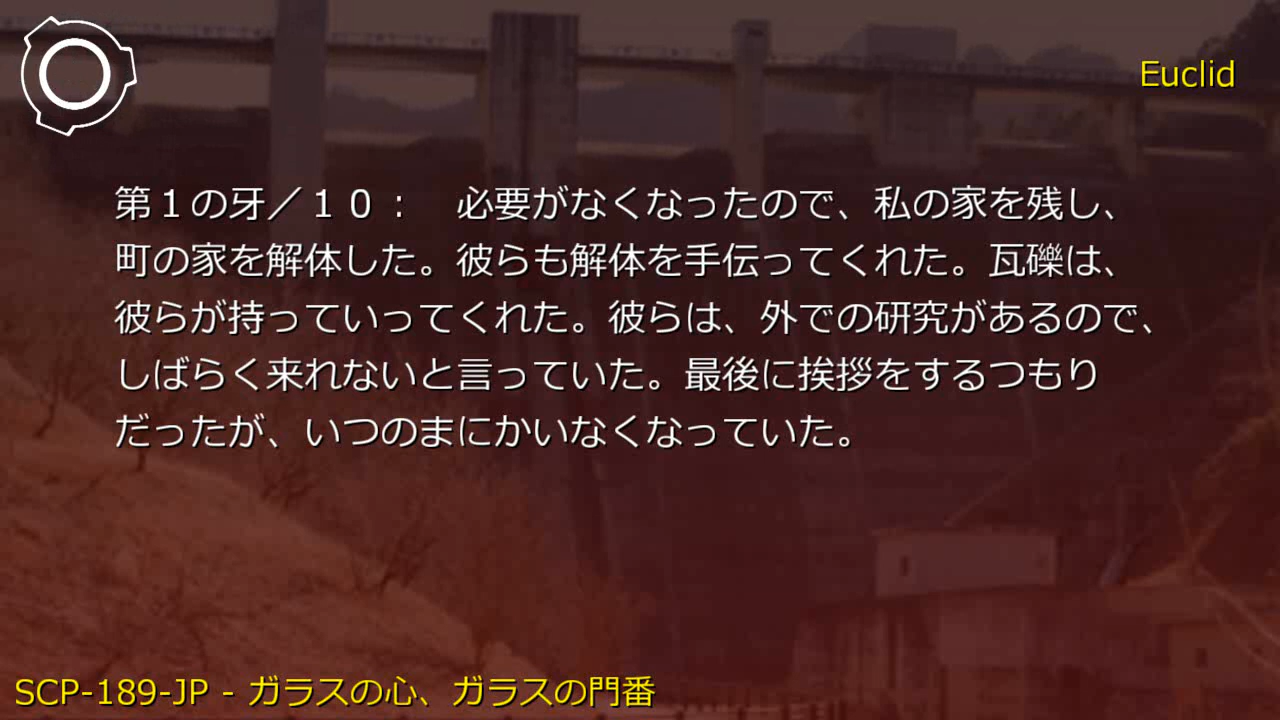 Euclid
第１の牙／１０：　必要がなくなったので、私の家を残し、
町の家を解体した。彼らも解体を手伝ってくれた。瓦礫は、
彼らが持っていってくれた。彼らは、外での研究があるので、
しばらく来れないと言っていた。最後に挨拶をするつもり
だったが、いつのまにかいなくなっていた。
SCP-189-JP - ガラスの心、ガラスの門番